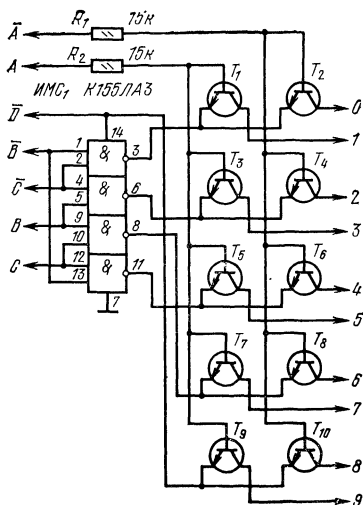 Ā R₁ 15к
A R₂ 15к
ИМС₁ К155ЛА3
D̄
14
B̄ 1 & 3
2
C̄ 4 & 6
5
B 9 & 8
10
C 12 & 11
13
7
T₁ T₂ 0
1
T₃ T₄ 2
3
T₅ T₆ 4
5
T₇ T₈ 6
7
T₉ T₁₀ 8
9